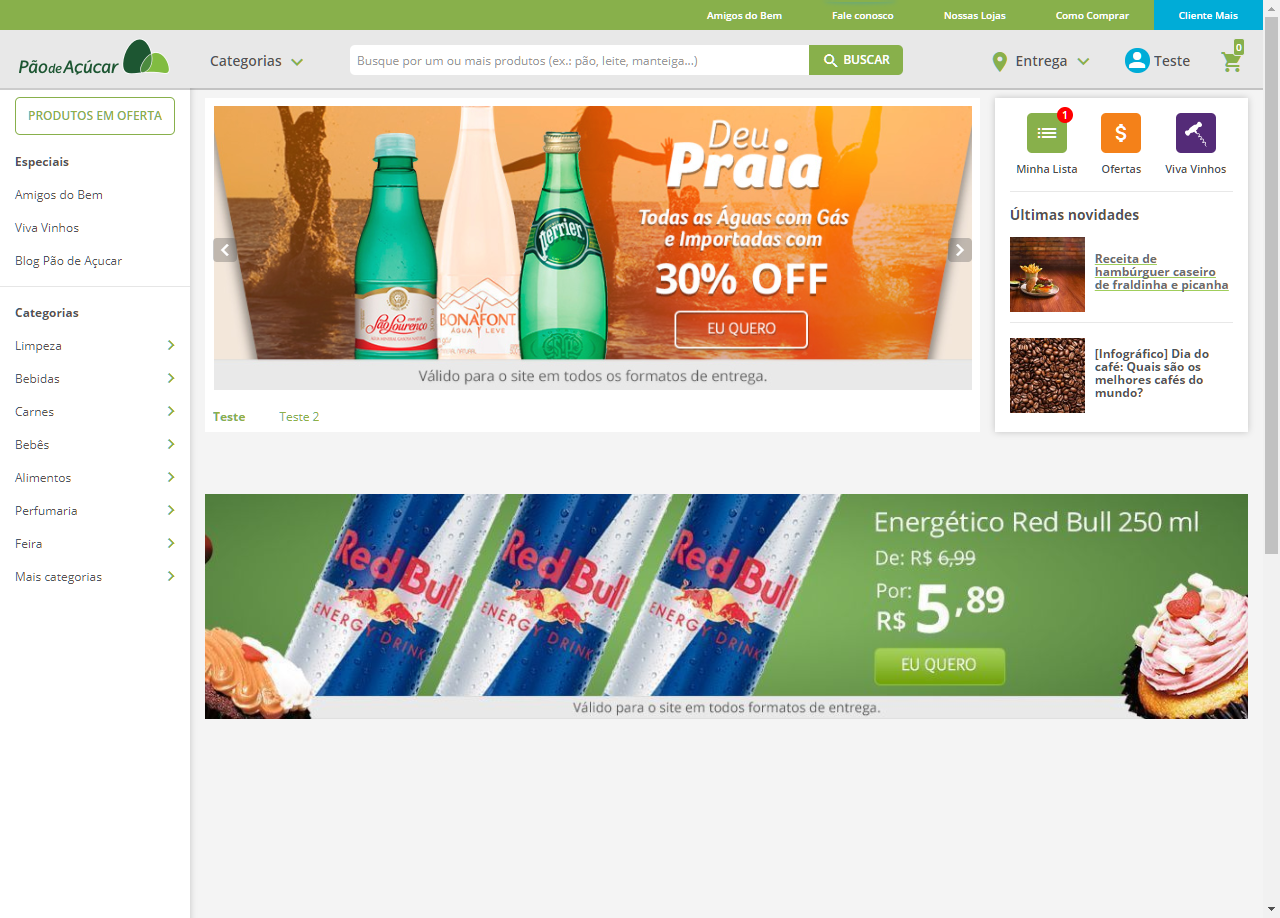 Amigos do Bem
Fale conosco
Nossas Lojas
Como Comprar
Cliente Mais
Pão de Açúcar
Categorias
Busque por um ou mais produtos (ex.: pão, leite, manteiga...)
BUSCAR
Entrega
Teste
0
PRODUTOS EM OFERTA
Especiais
Amigos do Bem
Viva Vinhos
Blog Pão de Açucar
Categorias
Limpeza
Bebidas
Carnes
Bebês
Alimentos
Perfumaria
Feira
Mais categorias
Deu
Praia
Todas as Águas com Gás
e Importadas com
30% OFF
EU QUERO
São Lourenço
BONAFONT
ÁGUA LEVE
perrier
Válido para o site em todos os formatos de entrega.
Teste
Teste 2
1
Minha Lista
$
Ofertas
Viva Vinhos
Últimas novidades
Receita de
hambúrguer caseiro
de fraldinha e picanha
[Infográfico] Dia do
café: Quais são os
melhores cafés do
mundo?
Red Bull
ENERGY DRINK
Red Bull
ENERGY DRINK
Red Bull
ENERGY DRINK
Energético Red Bull 250 ml
De: R$ 6,99
Por:
R$ 5,89
EU QUERO
Válido para o site em todos formatos de entrega.